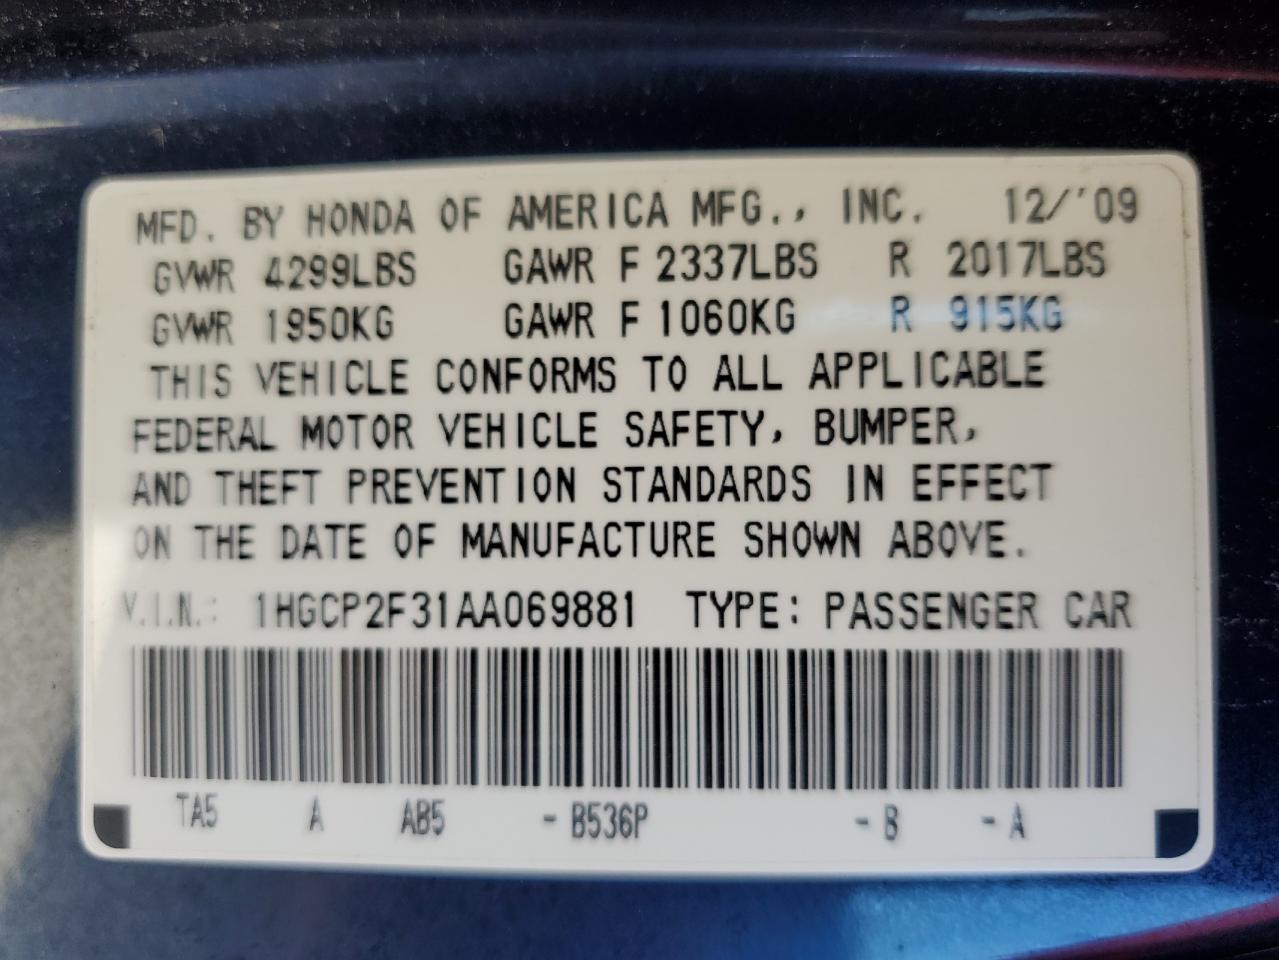 MFD. BY HONDA OF AMERICA MFG., INC. 12/'09
GVWR 4299LBS GAWR F 2337LBS R 2017LBS
GVWR 1950KG GAWR F 1060KG R 915KG
THIS VEHICLE CONFORMS TO ALL APPLICABLE
FEDERAL MOTOR VEHICLE SAFETY, BUMPER,
AND THEFT PREVENTION STANDARDS IN EFFECT
ON THE DATE OF MANUFACTURE SHOWN ABOVE.
V.I.N.: 1HGCP2F31AA069881 TYPE: PASSENGER CAR
TA5 A AB5 - B536P - B - A